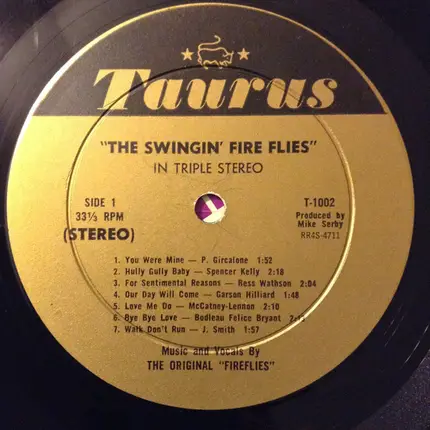 Taurus
"THE SWINGIN' FIRE FLIES"
IN TRIPLE STEREO
SIDE 1
33⅓ RPM
(STEREO)
T-1002
Produced by
Mike Serby
RR4S-4711
1. You Were Mine — P. Gircaione 1:52
2. Hully Gully Baby — Spencer Kelly 2:18
3. For Sentimental Reasons — Ress Wathson 2:04
4. Our Day Will Come — Garson Hilliard 1:48
5. Love Me Do — McCatney-Lennon 2:10
6. Bye Bye Love — Bodleau Felice Bryant
7. Walk Don't Run — J. Smith 1:57
Music and Vocals By
THE ORIGINAL "FIREFLIES"